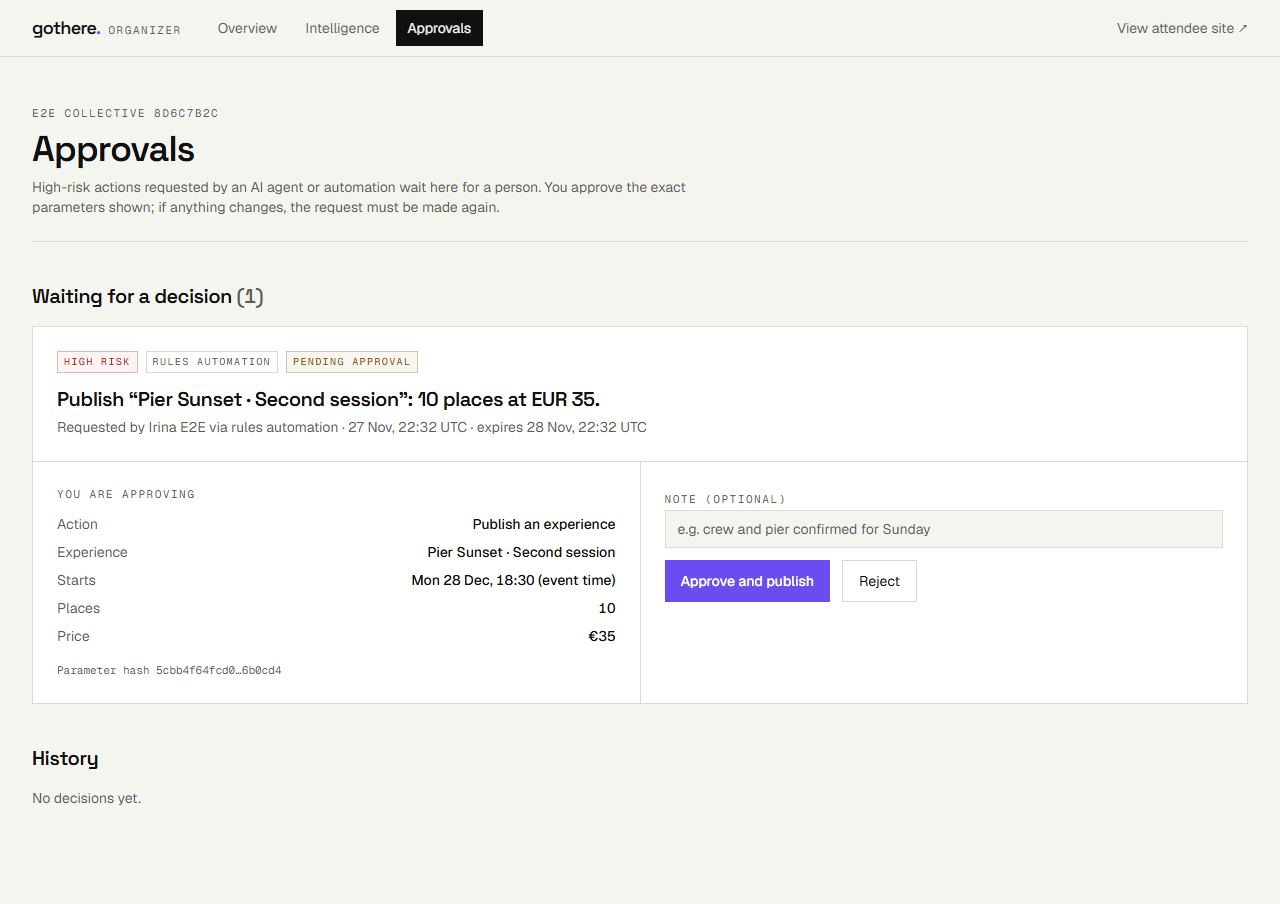 gothere. ORGANIZER Overview Intelligence Approvals View attendee site ↗
E2E COLLECTIVE 8D6C7B2C
Approvals
High-risk actions requested by an AI agent or automation wait here for a person. You approve the exact
parameters shown; if anything changes, the request must be made again.
Waiting for a decision (1)
HIGH RISK RULES AUTOMATION PENDING APPROVAL
Publish “Pier Sunset · Second session”: 10 places at EUR 35.
Requested by Irina E2E via rules automation · 27 Nov, 22:32 UTC · expires 28 Nov, 22:32 UTC
YOU ARE APPROVING
Action Publish an experience
Experience Pier Sunset · Second session
Starts Mon 28 Dec, 18:30 (event time)
Places 10
Price €35
Parameter hash 5cbb4f64fcd0…6b0cd4
NOTE (OPTIONAL)
e.g. crew and pier confirmed for Sunday
Approve and publish Reject
History
No decisions yet.